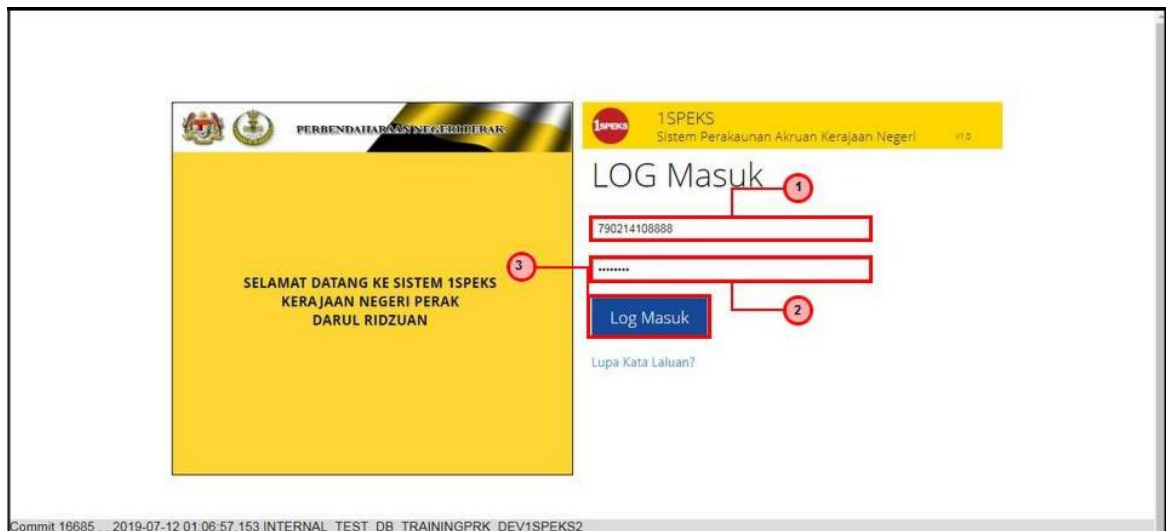 PERBENDAHARAAN NEGERI PERAK
1SPEKS
1SPEKS
Sistem Perakaunan Akruan Kerajaan Negeri v1.0
LOG Masuk
1
790214108888
3
........
SELAMAT DATANG KE SISTEM 1SPEKS
KERAJAAN NEGERI PERAK
DARUL RIDZUAN
Log Masuk
2
Lupa Kata Laluan?
Commit 16685 . . 2019-07-12 01:06:57.153 INTERNAL_TEST_DB_TRAININGPRK_DEV1SPEKS2